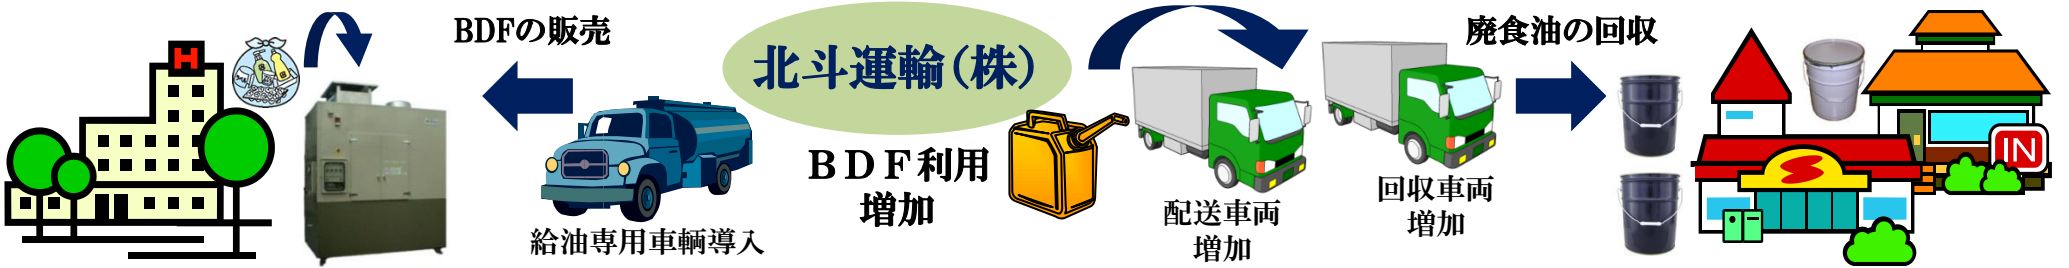 H
BDFの販売
給油専用車輌導入
北斗運輸(株)
ＢＤＦ利用
増加
配送車両
増加
回収車両
増加
廃食油の回収
IN